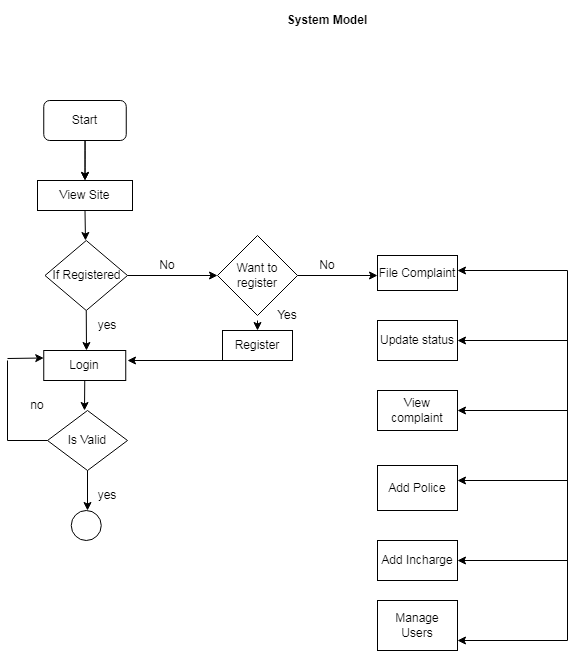 System Model
Start
View Site
If Registered
No
Want to
register
No
File Complaint
yes
Yes
Register
Update status
Login
no
View
complaint
Is Valid
yes
Add Police
Add Incharge
Manage
Users